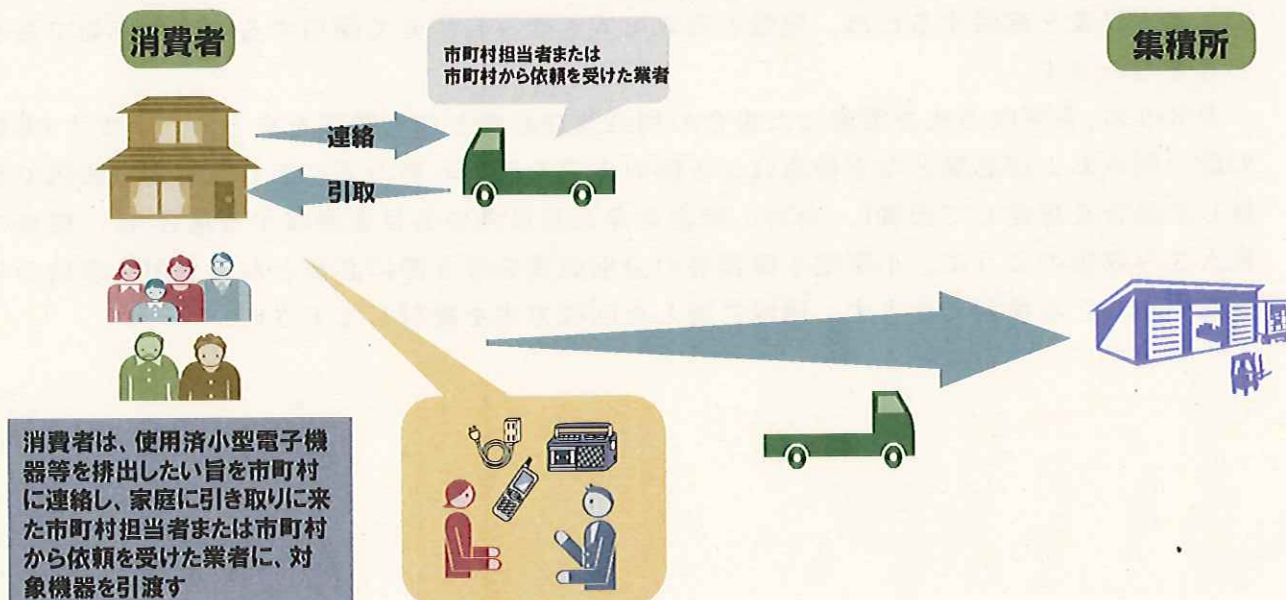 消費者
市町村担当者または
市町村から依頼を受けた業者
集積所
連絡
引取
消費者は、使用済小型電子機
器等を排出したい旨を市町村
に連絡し、家庭に引き取りに来
た市町村担当者または市町村
から依頼を受けた業者に、対
象機器を引渡す